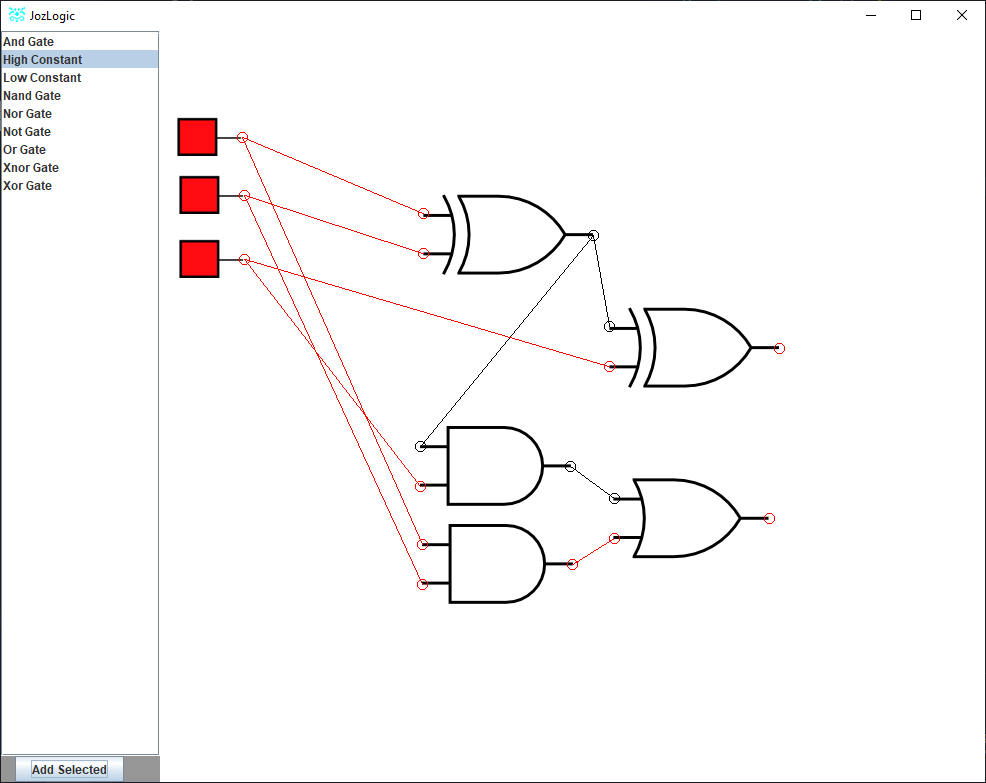 JozLogic
And Gate
High Constant
Low Constant
Nand Gate
Nor Gate
Not Gate
Or Gate
Xnor Gate
Xor Gate
Add Selected